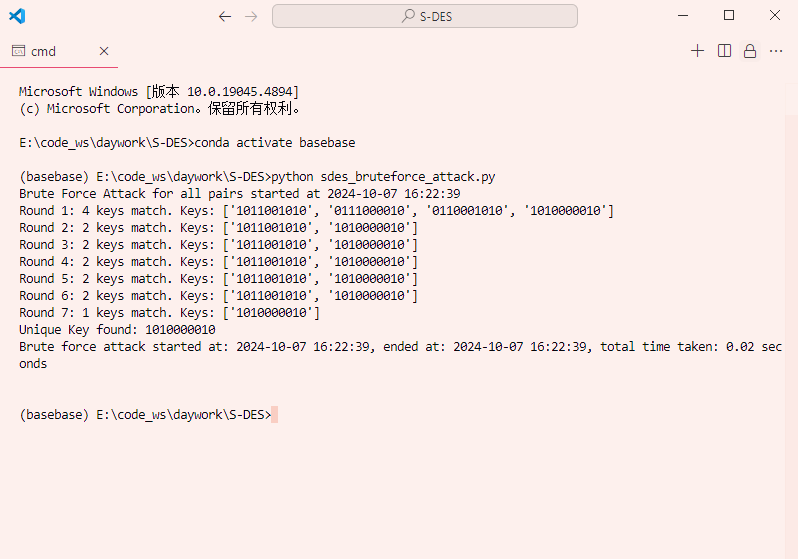 S-DES
cmd
Microsoft Windows [版本 10.0.19045.4894]
(c) Microsoft Corporation。保留所有权利。
E:\code_ws\daywork\S-DES>conda activate basebase
(basebase) E:\code_ws\daywork\S-DES>python sdes_bruteforce_attack.py
Brute Force Attack for all pairs started at 2024-10-07 16:22:39
Round 1: 4 keys match. Keys: ['1011001010', '0111000010', '0110001010', '1010000010']
Round 2: 2 keys match. Keys: ['1011001010', '1010000010']
Round 3: 2 keys match. Keys: ['1011001010', '1010000010']
Round 4: 2 keys match. Keys: ['1011001010', '1010000010']
Round 5: 2 keys match. Keys: ['1011001010', '1010000010']
Round 6: 2 keys match. Keys: ['1011001010', '1010000010']
Round 7: 1 keys match. Keys: ['1010000010']
Unique Key found: 1010000010
Brute force attack started at: 2024-10-07 16:22:39, ended at: 2024-10-07 16:22:39, total time taken: 0.02 sec
onds
(basebase) E:\code_ws\daywork\S-DES>